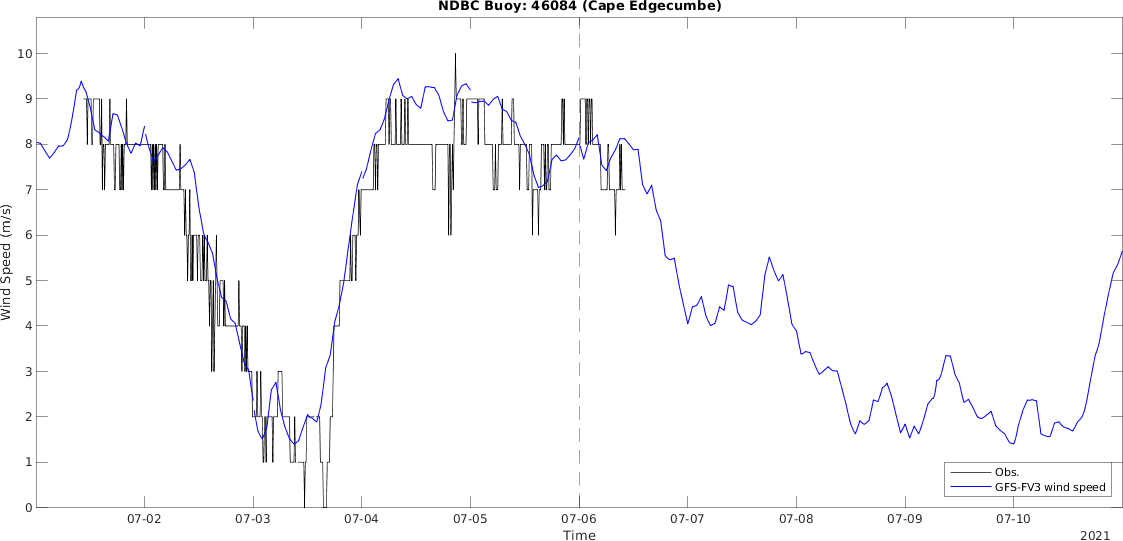 NDBC Buoy: 46084 (Cape Edgecumbe)
Wind Speed (m/s)
10
9
8
7
6
5
4
3
2
1
0
Obs.
GFS-FV3 wind speed
07-02 07-03 07-04 07-05 07-06 07-07 07-08 07-09 07-10
Time
2021